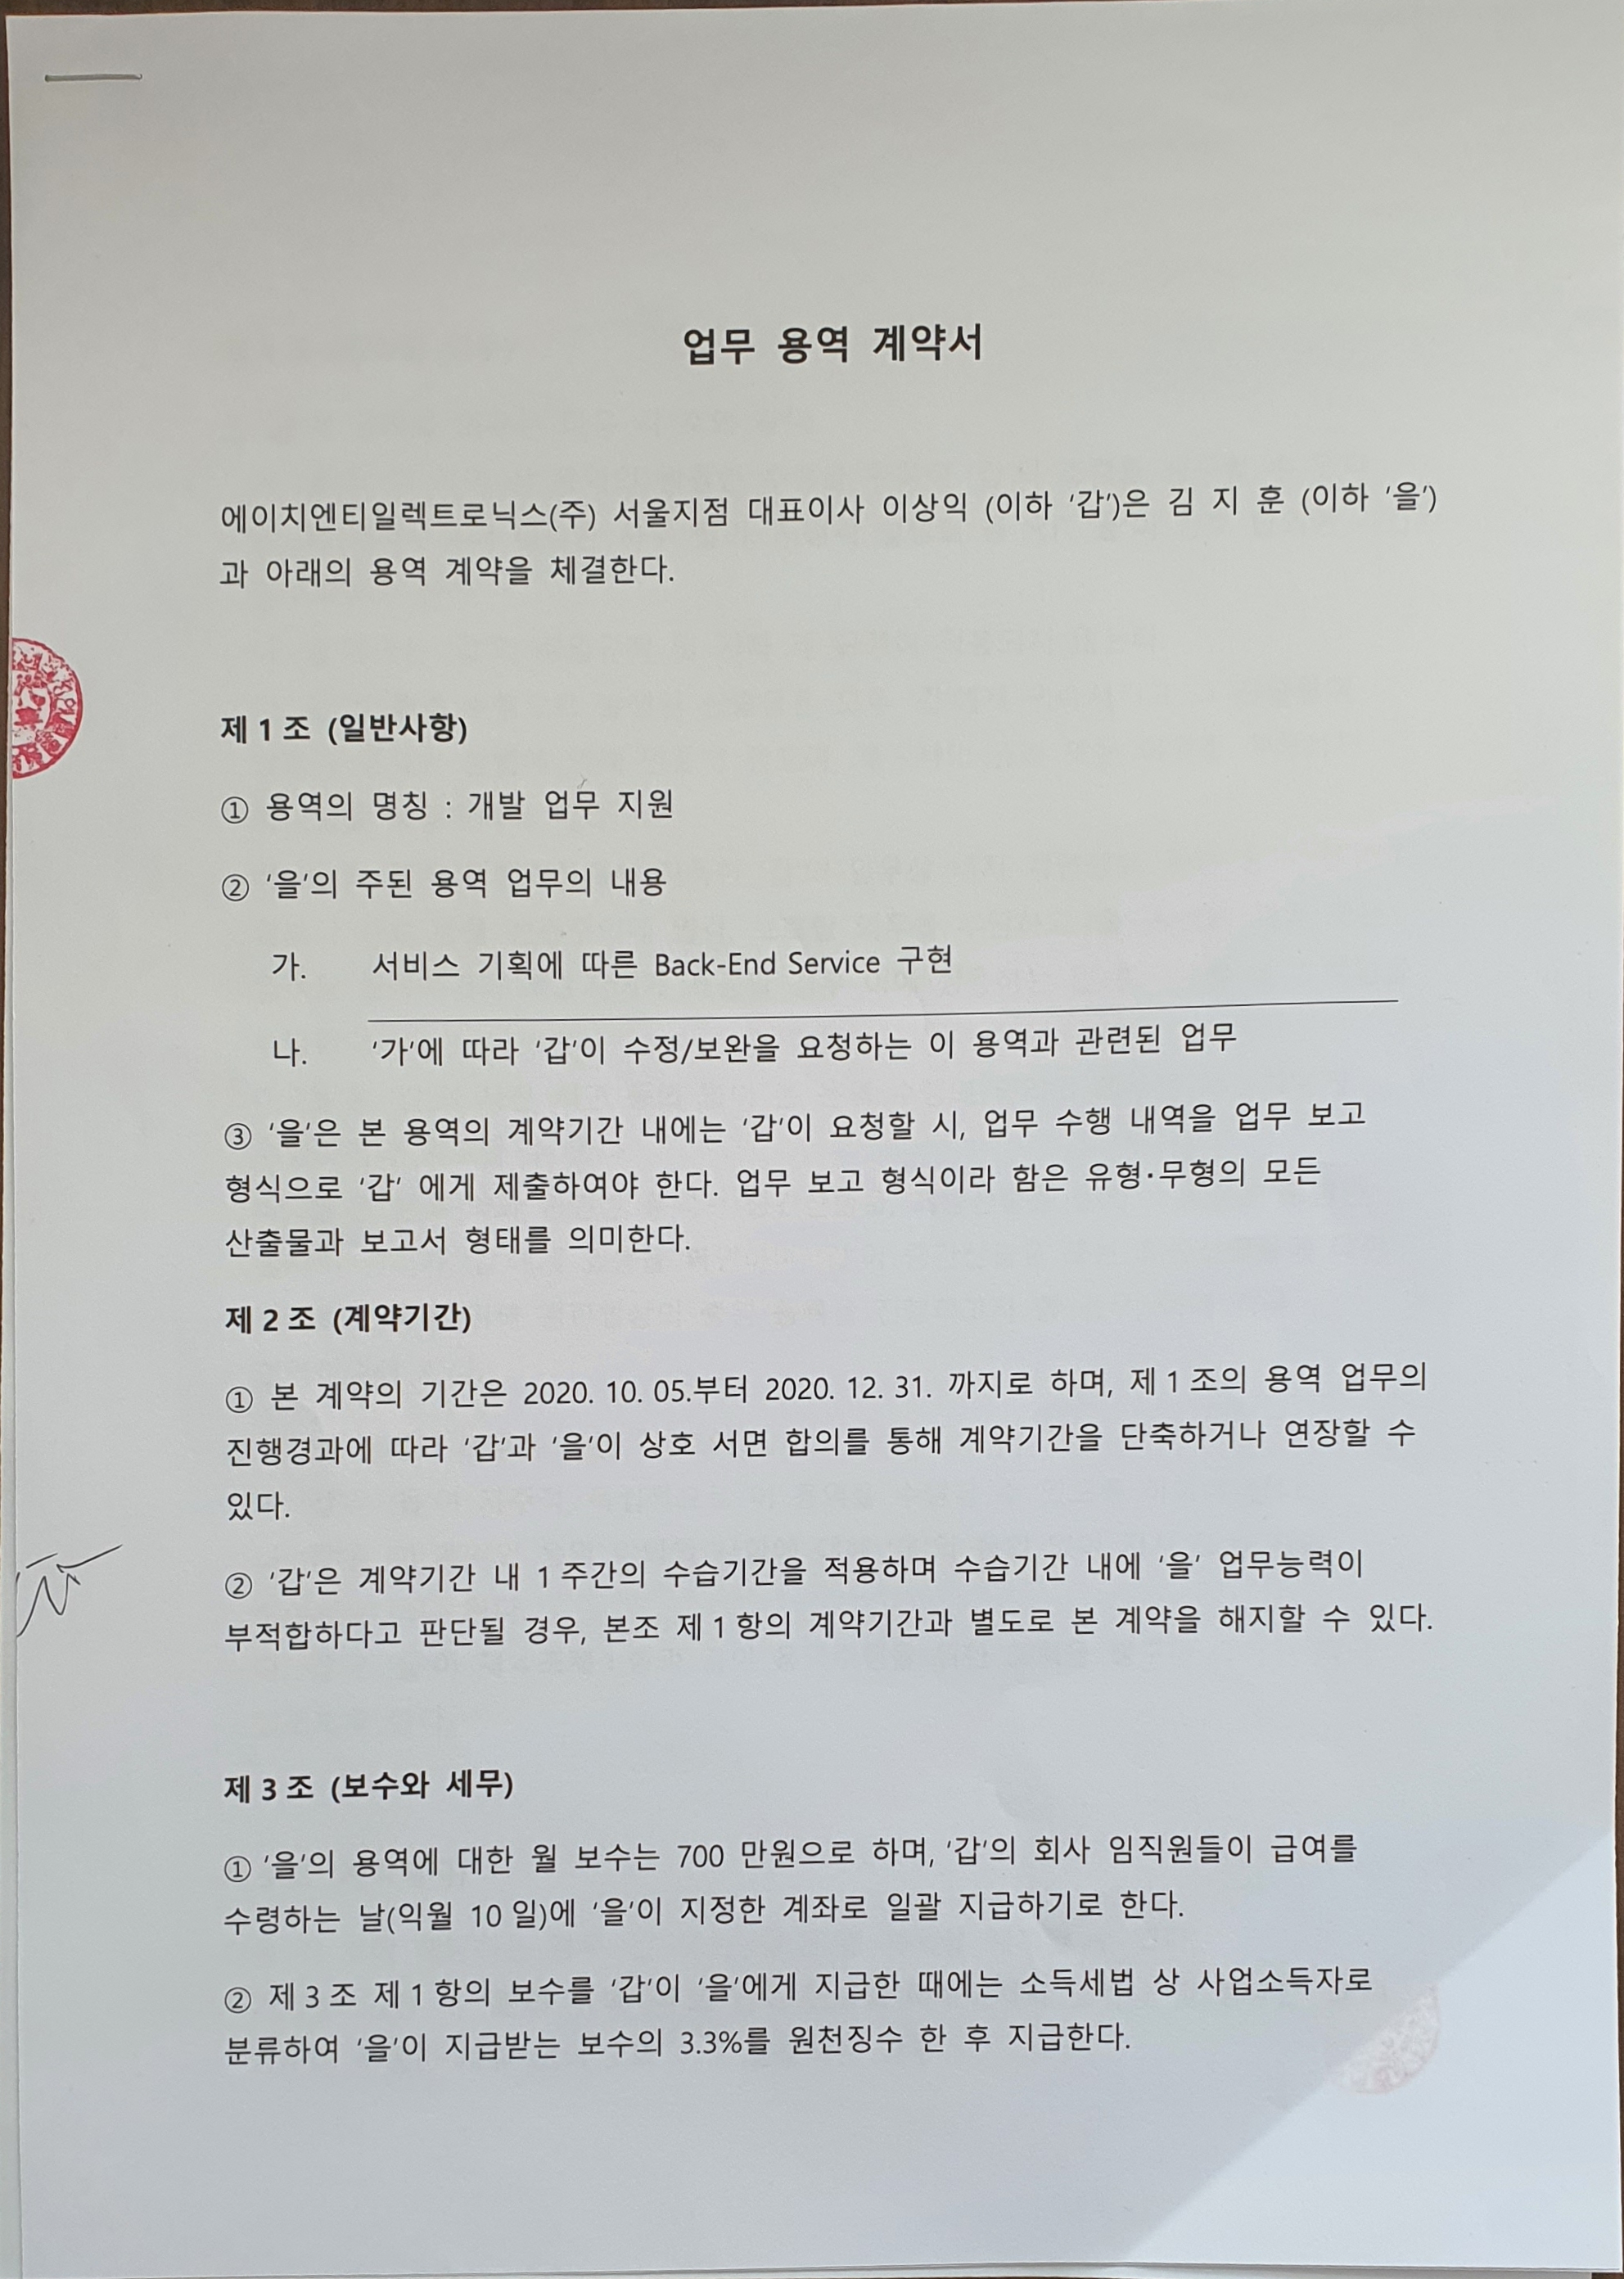 업무 용역 계약서
에이치엔티일렉트로닉스(주) 서울지점 대표이사 이상익 (이하 '갑')은 김 지 훈 (이하 '을')
과 아래의 용역 계약을 체결한다.
제 1 조 (일반사항)
① 용역의 명칭 : 개발 업무 지원
② '을'의 주된 용역 업무의 내용
가. 서비스 기획에 따른 Back-End Service 구현
나. '가'에 따라 '갑'이 수정/보완을 요청하는 이 용역과 관련된 업무
③ '을'은 본 용역의 계약기간 내에는 '갑'이 요청할 시, 업무 수행 내역을 업무 보고
형식으로 '갑' 에게 제출하여야 한다. 업무 보고 형식이라 함은 유형·무형의 모든
산출물과 보고서 형태를 의미한다.
제 2 조 (계약기간)
① 본 계약의 기간은 2020. 10. 05.부터 2020. 12. 31. 까지로 하며, 제 1 조의 용역 업무의
진행경과에 따라 '갑'과 '을'이 상호 서면 합의를 통해 계약기간을 단축하거나 연장할 수
있다.
② '갑'은 계약기간 내 1 주간의 수습기간을 적용하며 수습기간 내에 '을' 업무능력이
부적합하다고 판단될 경우, 본조 제 1 항의 계약기간과 별도로 본 계약을 해지할 수 있다.
제 3 조 (보수와 세무)
① '을'의 용역에 대한 월 보수는 700 만원으로 하며, '갑'의 회사 임직원들이 급여를
수령하는 날(익월 10 일)에 '을'이 지정한 계좌로 일괄 지급하기로 한다.
② 제 3 조 제 1 항의 보수를 '갑'이 '을'에게 지급한 때에는 소득세법 상 사업소득자로
분류하여 '을'이 지급받는 보수의 3.3%를 원천징수 한 후 지급한다.